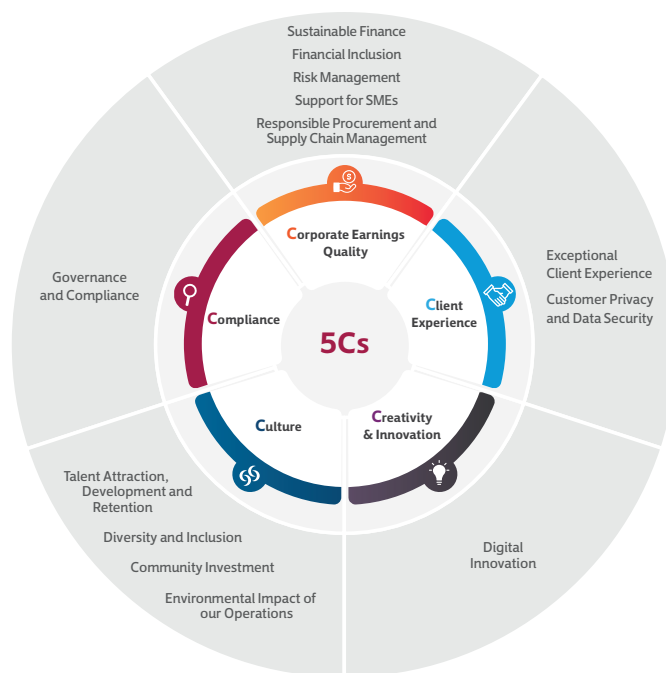 Sustainable Finance
Financial Inclusion
Risk Management
Support for SMEs
Responsible Procurement and
Supply Chain Management
Corporate Earnings
Quality
Governance
and Compliance
Compliance
5Cs
Client
Experience
Exceptional
Client Experience
Customer Privacy
and Data Security
Culture
Creativity
& Innovation
Talent Attraction,
Development and
Retention
Diversity and Inclusion
Community Investment
Environmental Impact of
our Operations
Digital
Innovation